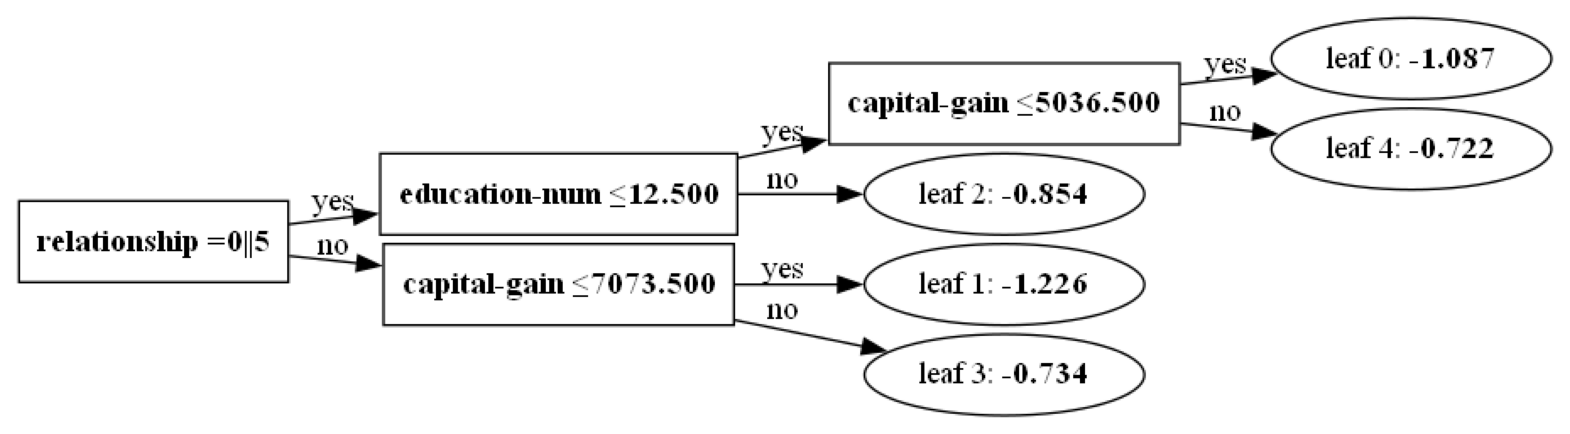 relationship =0||5
yes
no
education-num ≤12.500
capital-gain ≤7073.500
yes
no
yes
no
capital-gain ≤5036.500
leaf 2: -0.854
leaf 1: -1.226
leaf 3: -0.734
yes
no
leaf 0: -1.087
leaf 4: -0.722